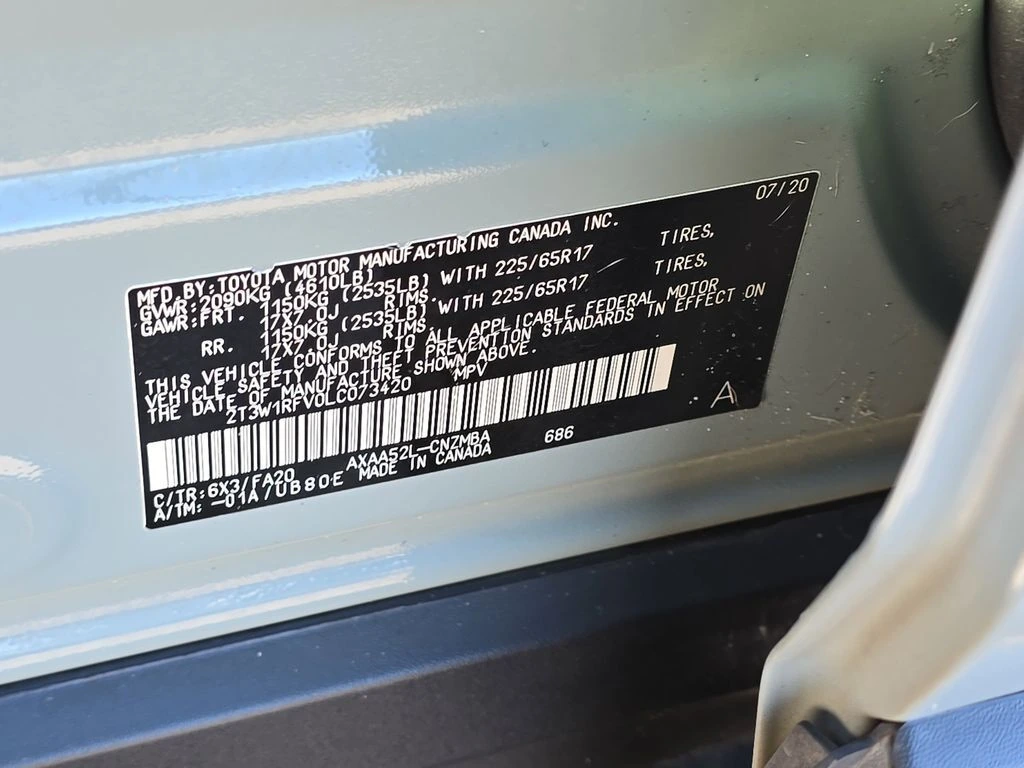 07/20
MFD BY: TOYOTA MOTOR MANUFACTURING CANADA INC.
GVWR: 2090KG (4610LB)
GAWR: FRT. 1150KG (2535LB) WITH 225/65R17 TIRES,
17X7.0J RIMS.
RR. 1150KG (2535LB) WITH 225/65R17 TIRES,
17X7.0J RIMS.
THIS VEHICLE CONFORMS TO ALL APPLICABLE FEDERAL MOTOR
VEHICLE SAFETY AND THEFT PREVENTION STANDARDS IN EFFECT ON
THE DATE OF MANUFACTURE SHOWN ABOVE.
2T3W1RFV0LC073420 MPV
C/TR: 6X3/FA20 AXAA52L-CNZMBA 686
A/TM: -01A/UB80E MADE IN CANADA
A